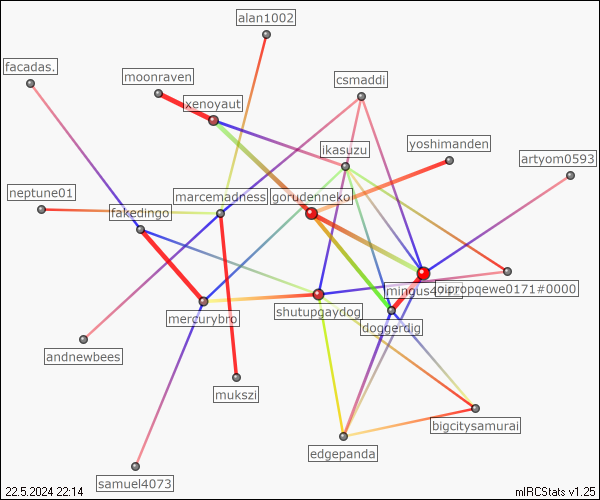 alan1002
facadas.
moonraven
csmaddi
xenoyaut
ikasuzu
yoshimanden
artyom0593
neptune01
marcemadness
gorudenneko
fakedingo
oipropqewe0171#0000
shutupgaydog
mercurybro
doggerdig
andnewbees
mukszi
bigcitysamurai
edgepanda
samuel4073
22.5.2024 22:14
mIRCStats v1.25